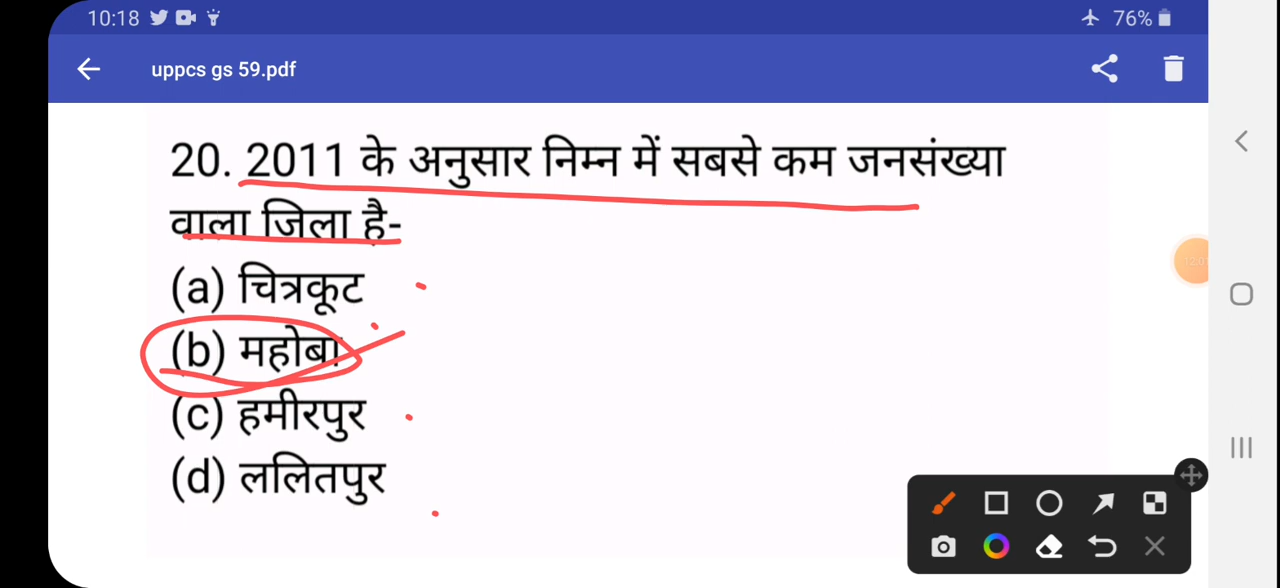 10:18
76%
uppcs gs 59.pdf
20. 2011 के अनुसार निम्न में सबसे कम जनसंख्या
वाला जिला है-
(a) चित्रकूट
(b) महोबा
(c) हमीरपुर
(d) ललितपुर